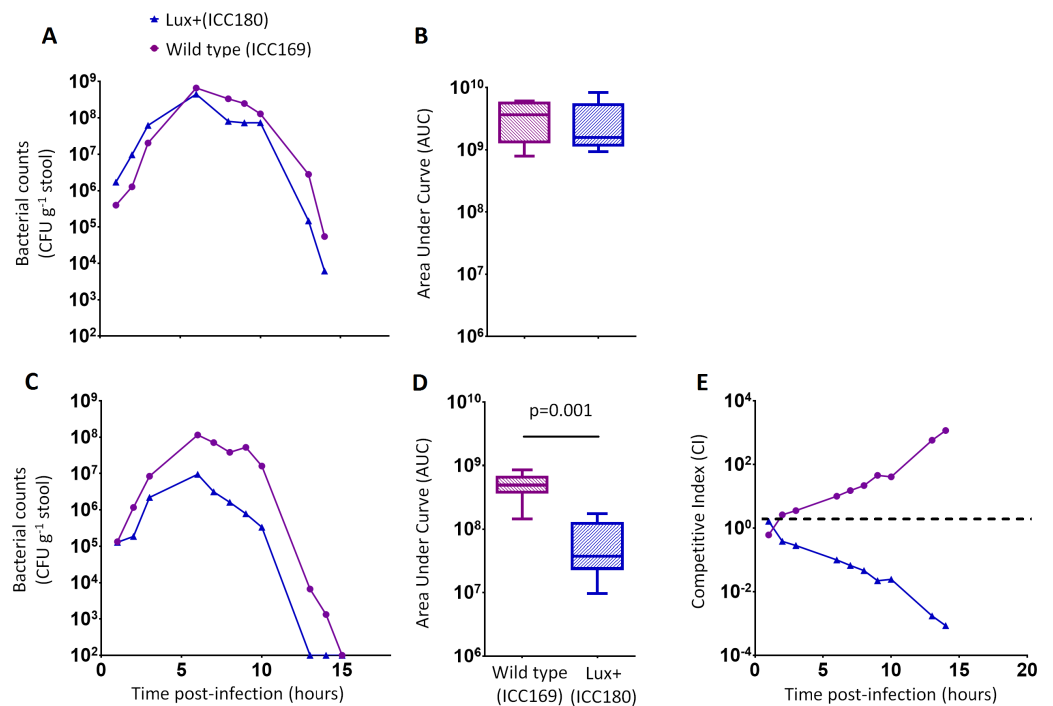 Lux+(ICC180)
Wild type (ICC169)
A
Bacterial counts
(CFU g⁻¹ stool)
10⁹
10⁸
10⁷
10⁶
10⁵
10⁴
10³
10²
B
Area Under Curve (AUC)
10¹⁰
10⁹
10⁸
10⁷
10⁶
C
Bacterial counts
(CFU g⁻¹ stool)
10⁹
10⁸
10⁷
10⁶
10⁵
10⁴
10³
10²
0 5 10 15
Time post-infection (hours)
D
Area Under Curve (AUC)
10¹⁰
10⁹
10⁸
10⁷
10⁶
p=0.001
Wild type Lux+
(ICC169) (ICC180)
E
Competitive Index (CI)
10⁴
10²
10⁰
10⁻²
10⁻⁴
0 5 10 15 20
Time post-infection (hours)